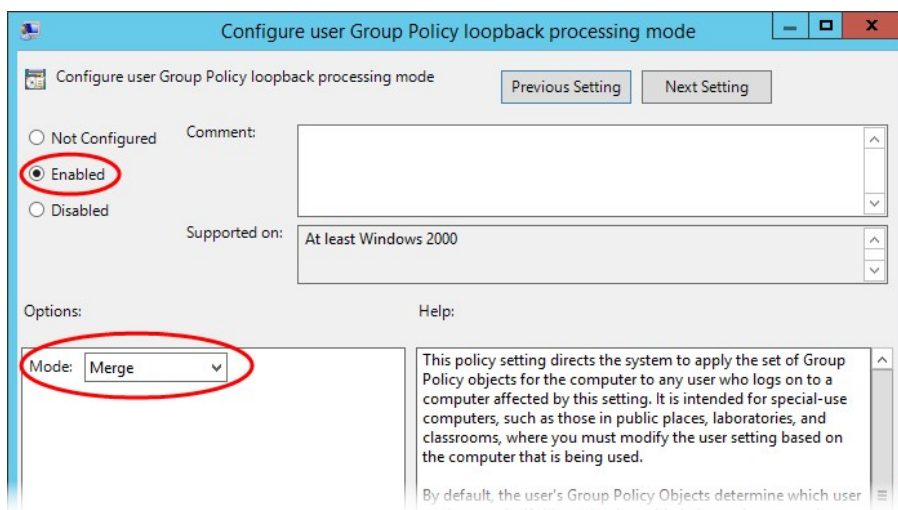 Configure user Group Policy loopback processing mode
Configure user Group Policy loopback processing mode
Previous Setting
Next Setting
Not Configured
Comment:
Enabled
Disabled
Supported on:
At least Windows 2000
Options:
Help:
Mode:
Merge
This policy setting directs the system to apply the set of Group
Policy objects for the computer to any user who logs on to a
computer affected by this setting. It is intended for special-use
computers, such as those in public places, laboratories, and
classrooms, where you must modify the user setting based on
the computer that is being used.
By default, the user's Group Policy Objects determine which user